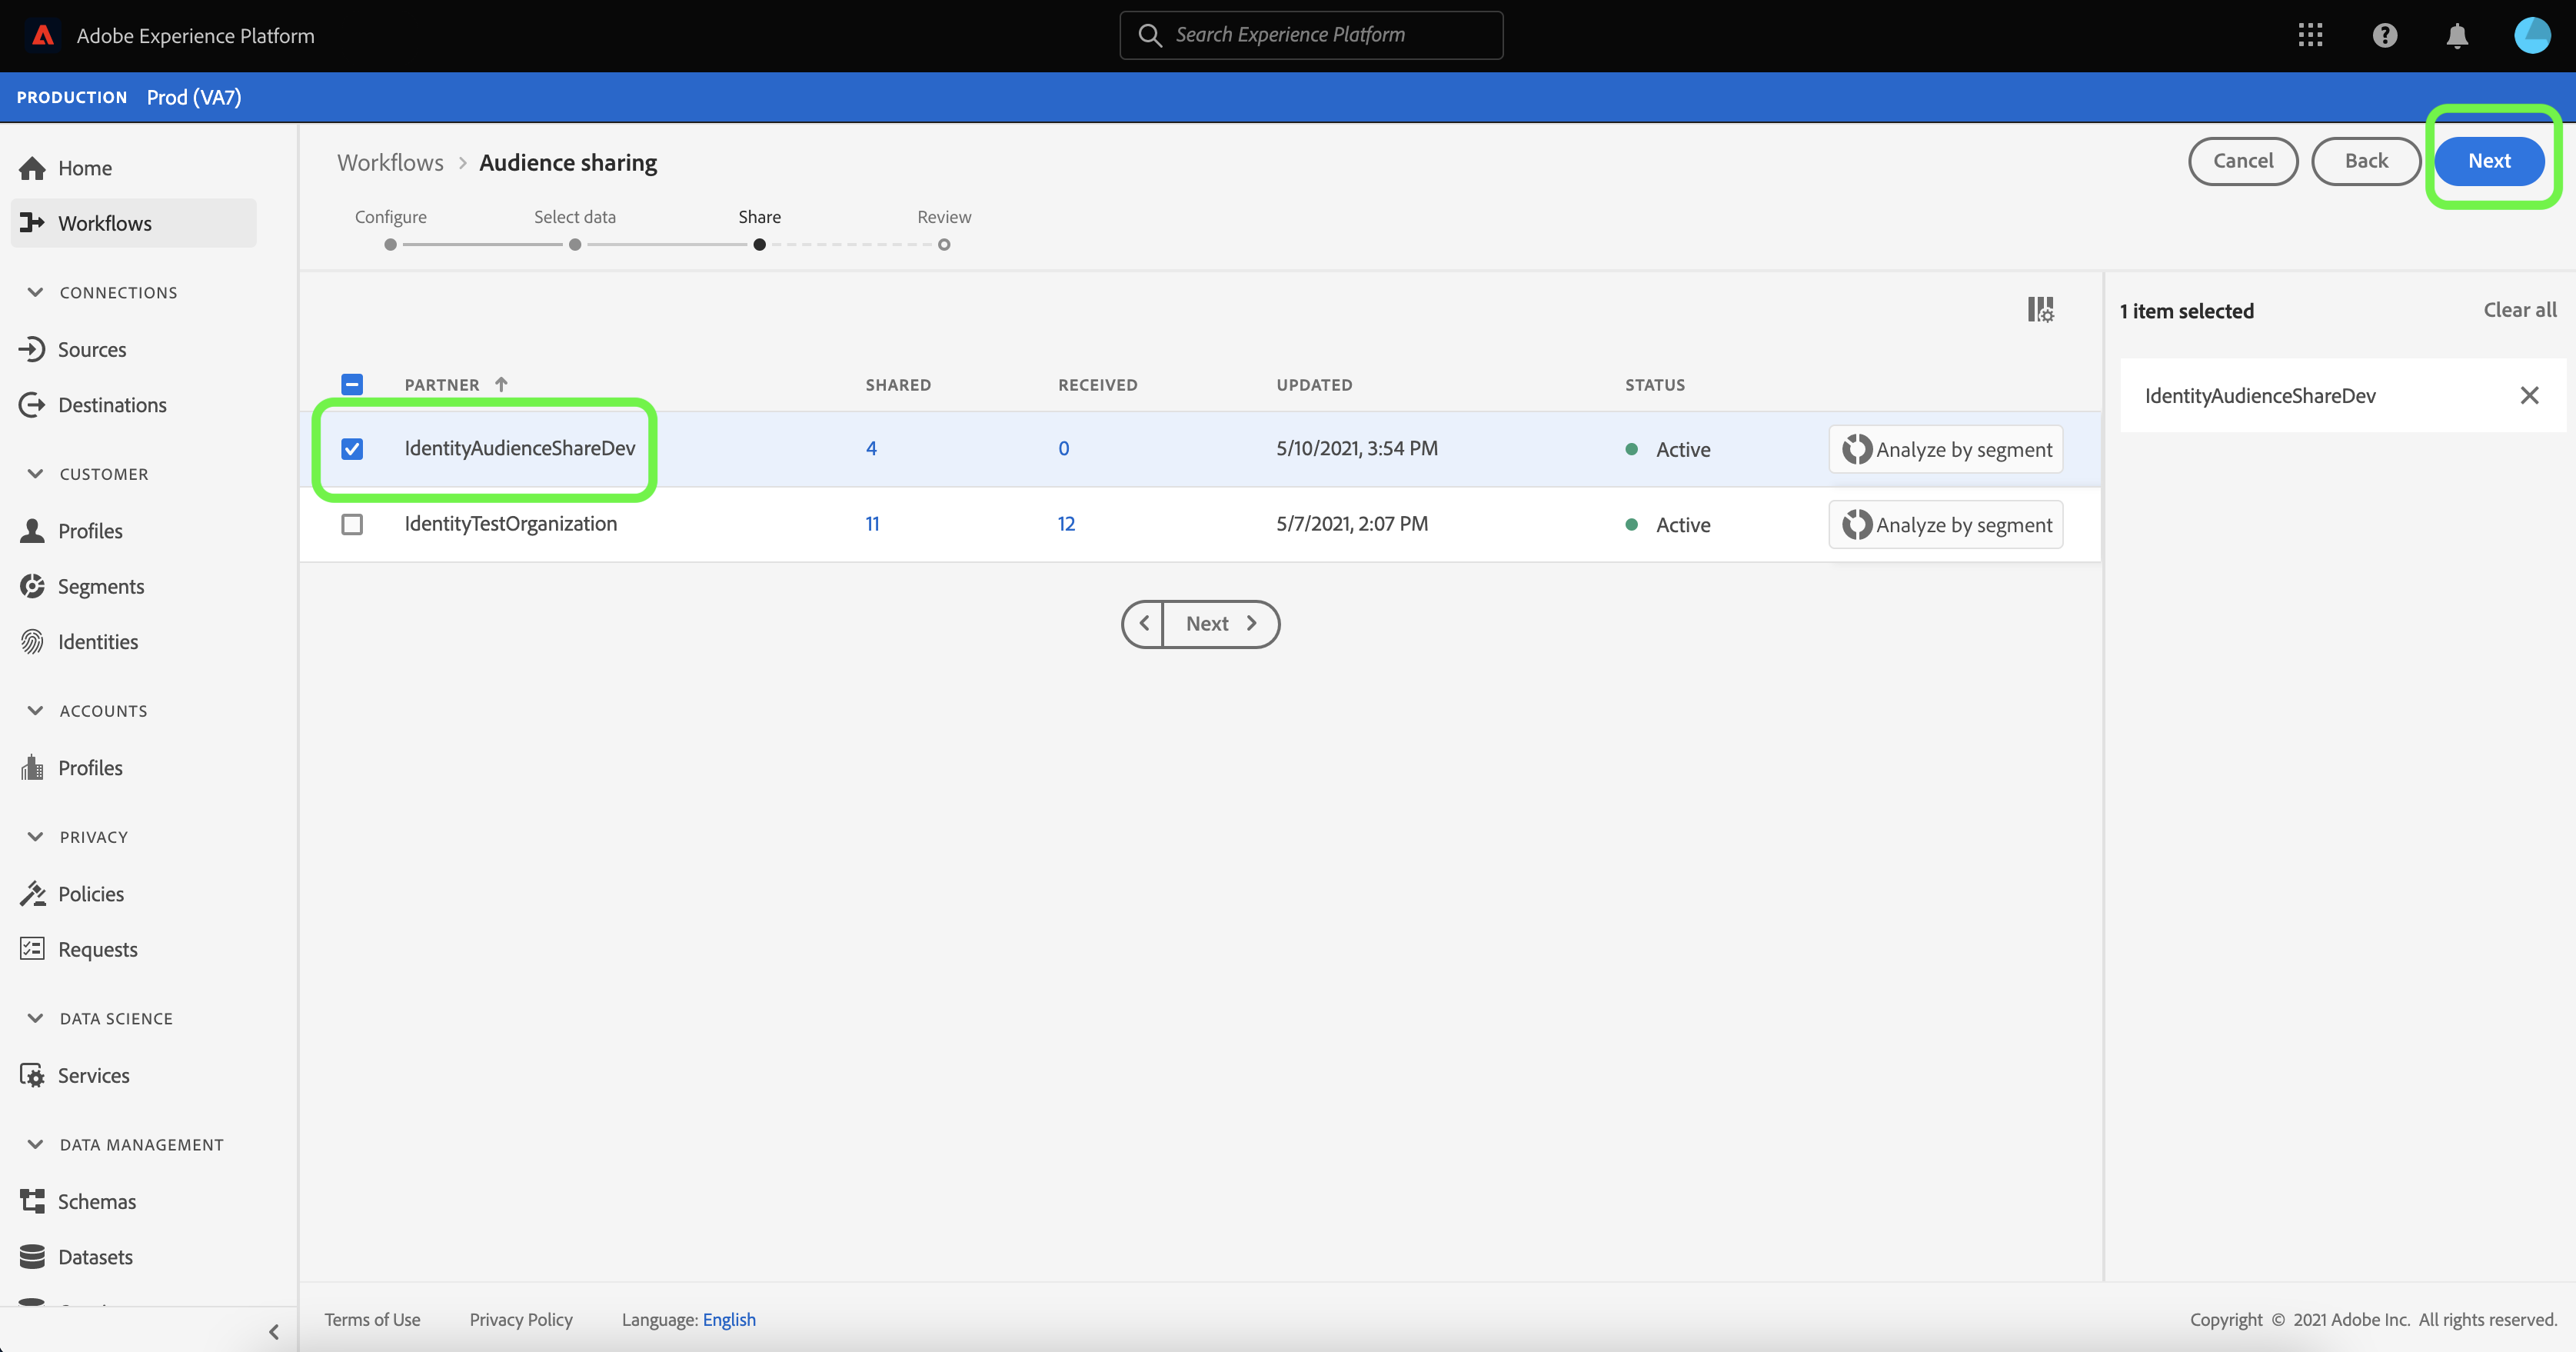 Adobe Experience Platform
Search Experience Platform
PRODUCTION Prod (VA7)
Home
Workflows
CONNECTIONS
Sources
Destinations
CUSTOMER
Profiles
Segments
Identities
ACCOUNTS
Profiles
PRIVACY
Policies
Requests
DATA SCIENCE
Services
DATA MANAGEMENT
Schemas
Datasets
Workflows > Audience sharing
Cancel Back Next
Configure Select data Share Review
PARTNER SHARED RECEIVED UPDATED STATUS
IdentityAudienceShareDev 4 0 5/10/2021, 3:54 PM Active Analyze by segment
IdentityTestOrganization 11 12 5/7/2021, 2:07 PM Active Analyze by segment
Next
1 item selected Clear all
IdentityAudienceShareDev
Terms of Use Privacy Policy Language: English
Copyright © 2021 Adobe Inc. All rights reserved.